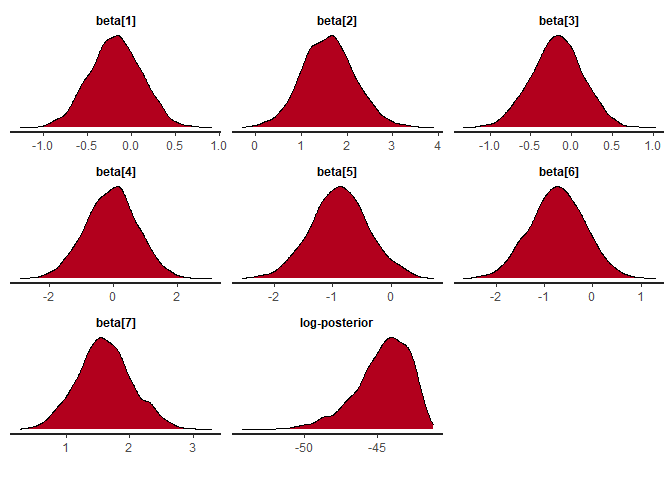 beta[1] beta[2] beta[3]
-1.0 -0.5 0.0 0.5 1.0 0 1 2 3 4 -1.0 -0.5 0.0 0.5 1.0
beta[4] beta[5] beta[6]
-2 0 2 -2 -1 0 -2 -1 0 1
beta[7] log-posterior
1 2 3 -50 -45